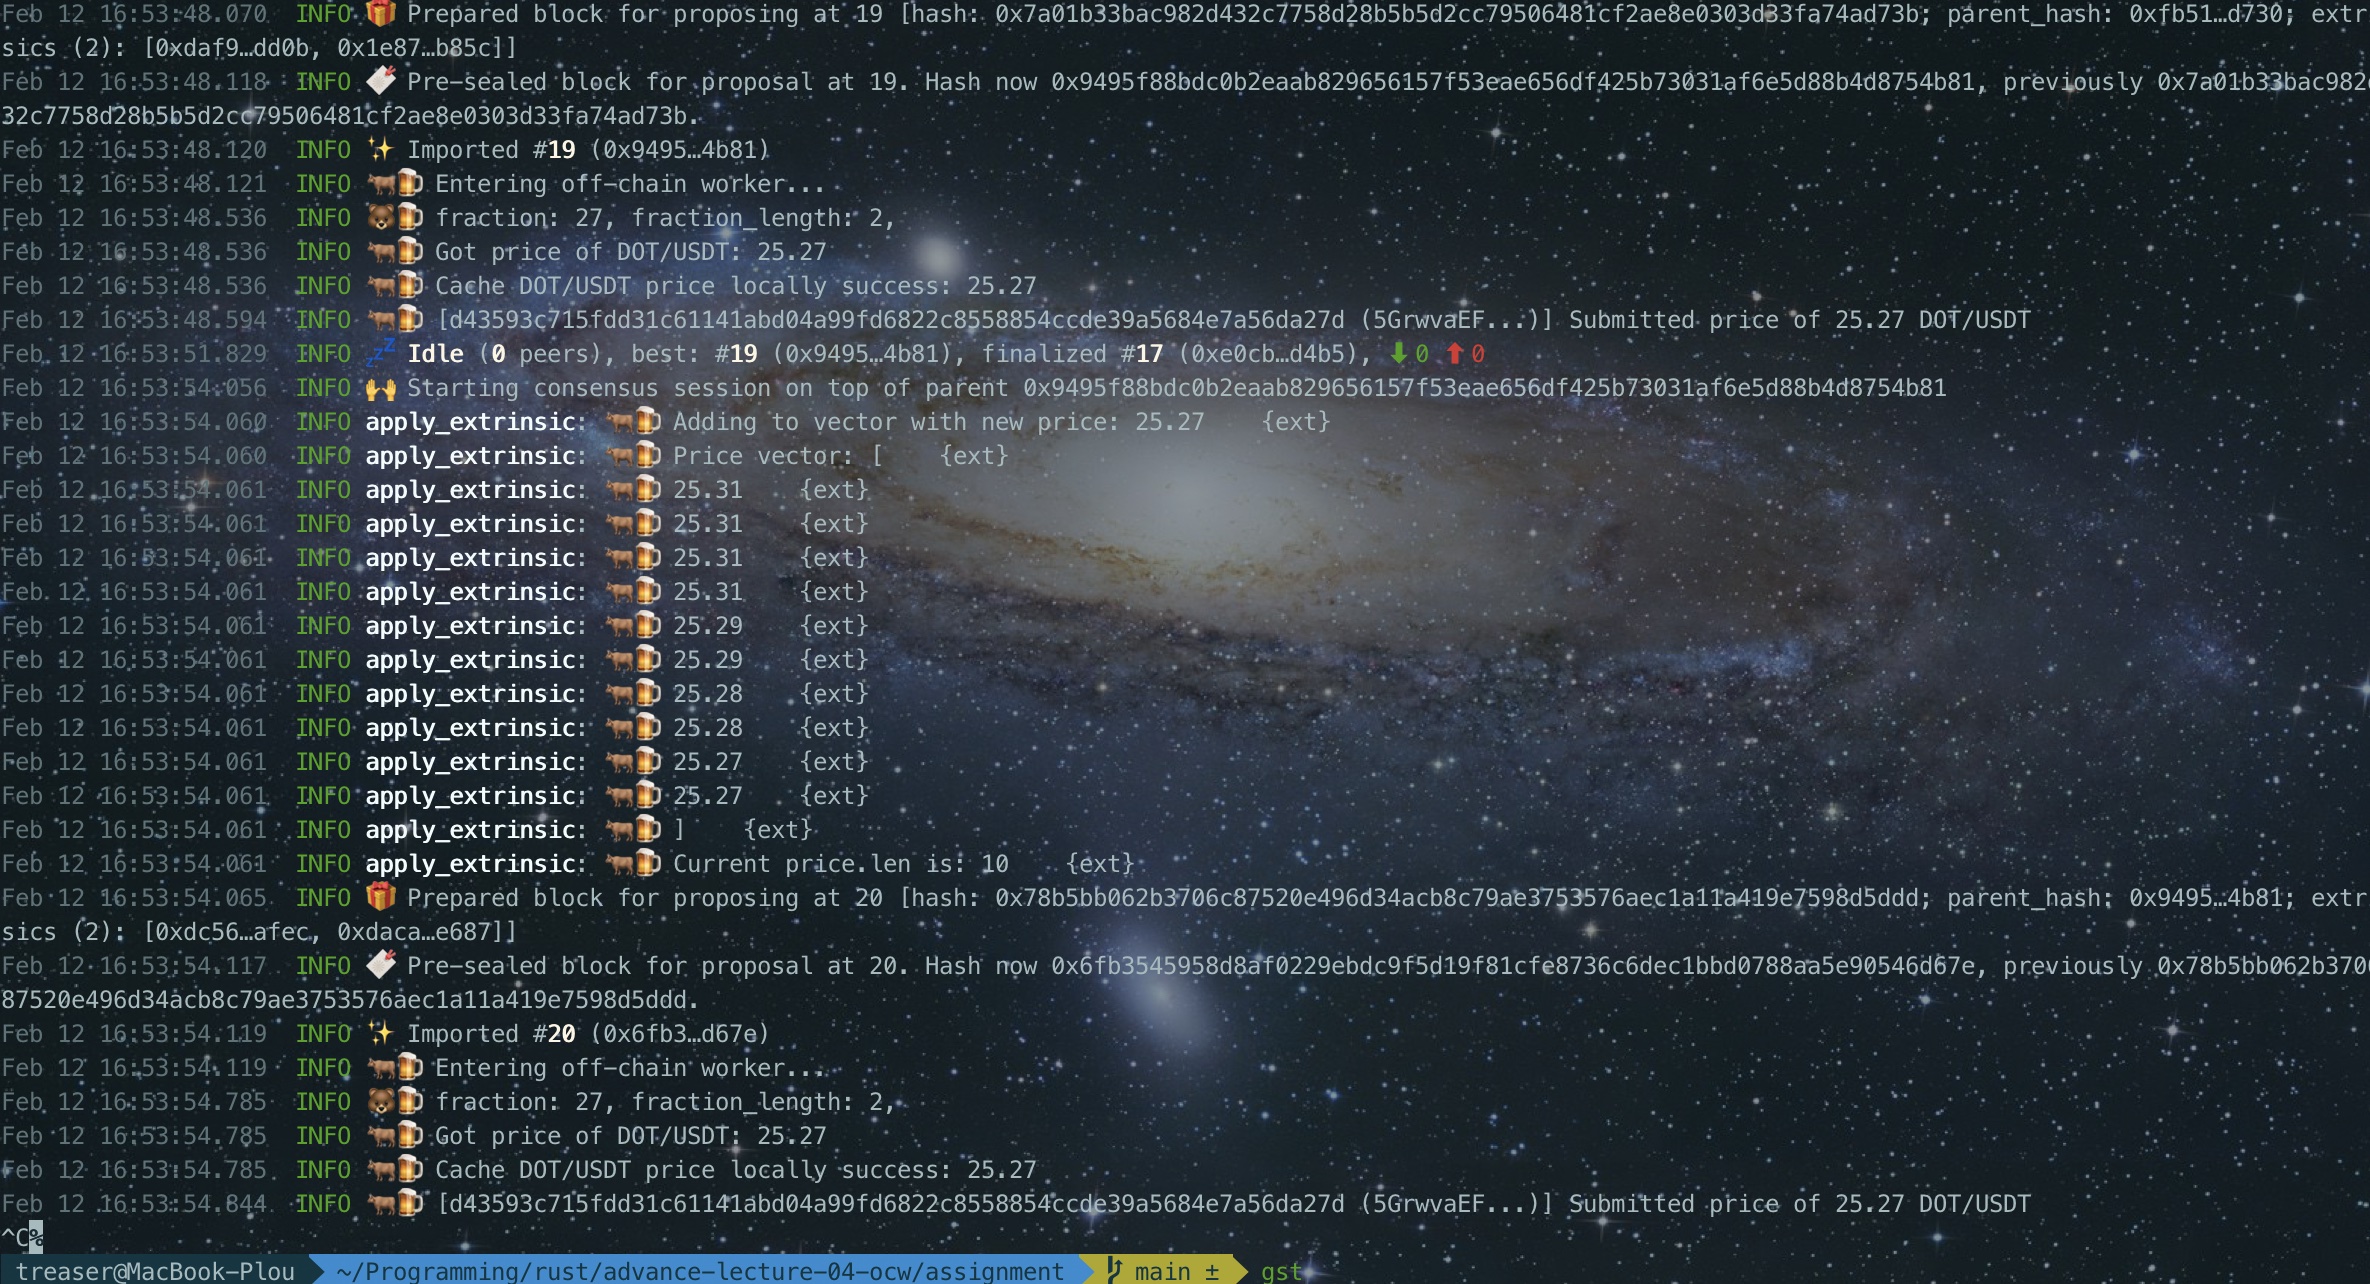 Feb 12 16:53:48.070  INFO 🎁 Prepared block for proposing at 19 [hash: 0x7a01b33bac982d432c7758d28b5b5d2cc79506481cf2ae8e0303d33fa74ad73b; parent_hash: 0xfb51…d730; extr
sics (2): [0xdaf9…dd0b, 0x1e87…b85c]]
Feb 12 16:53:48.118  INFO 🔖 Pre-sealed block for proposal at 19. Hash now 0x9495f88bdc0b2eaab829656157f53eae656df425b73031af6e5d88b4d8754b81, previously 0x7a01b33bac982d
32c7758d28b5b5d2cc79506481cf2ae8e0303d33fa74ad73b.
Feb 12 16:53:48.120  INFO ✨ Imported #19 (0x9495…4b81)
Feb 12 16:53:48.121  INFO 🐂🍺 Entering off-chain worker...
Feb 12 16:53:48.536  INFO 🐻🍺 fraction: 27, fraction_length: 2,
Feb 12 16:53:48.536  INFO 🐂🍺 Got price of DOT/USDT: 25.27
Feb 12 16:53:48.536  INFO 🐂🍺 Cache DOT/USDT price locally success: 25.27
Feb 12 16:53:48.594  INFO 🐂🍺 [d43593c715fdd31c61141abd04a99fd6822c8558854ccde39a5684e7a56da27d (5GrwvaEF...)] Submitted price of 25.27 DOT/USDT
Feb 12 16:53:51.829  INFO 💤 Idle (0 peers), best: #19 (0x9495…4b81), finalized #17 (0xe0cb…d4b5), ⬇ 0 ⬆ 0
Feb 12 16:53:54.056  INFO 🙌 Starting consensus session on top of parent 0x9495f88bdc0b2eaab829656157f53eae656df425b73031af6e5d88b4d8754b81
Feb 12 16:53:54.060  INFO apply_extrinsic: 🐂🍺 Adding to vector with new price: 25.27    {ext}
Feb 12 16:53:54.060  INFO apply_extrinsic: 🐂🍺 Price vector: [    {ext}
Feb 12 16:53:54.061  INFO apply_extrinsic: 🐂🍺 25.31    {ext}
Feb 12 16:53:54.061  INFO apply_extrinsic: 🐂🍺 25.31    {ext}
Feb 12 16:53:54.061  INFO apply_extrinsic: 🐂🍺 25.31    {ext}
Feb 12 16:53:54.061  INFO apply_extrinsic: 🐂🍺 25.31    {ext}
Feb 12 16:53:54.061  INFO apply_extrinsic: 🐂🍺 25.29    {ext}
Feb 12 16:53:54.061  INFO apply_extrinsic: 🐂🍺 25.29    {ext}
Feb 12 16:53:54.061  INFO apply_extrinsic: 🐂🍺 25.28    {ext}
Feb 12 16:53:54.061  INFO apply_extrinsic: 🐂🍺 25.28    {ext}
Feb 12 16:53:54.061  INFO apply_extrinsic: 🐂🍺 25.27    {ext}
Feb 12 16:53:54.061  INFO apply_extrinsic: 🐂🍺 25.27    {ext}
Feb 12 16:53:54.061  INFO apply_extrinsic: 🐂🍺 ]    {ext}
Feb 12 16:53:54.061  INFO apply_extrinsic: 🐂🍺 Current price.len is: 10    {ext}
Feb 12 16:53:54.065  INFO 🎁 Prepared block for proposing at 20 [hash: 0x78b5bb062b3706c87520e496d34acb8c79ae3753576aec1a11a419e7598d5ddd; parent_hash: 0x9495…4b81; extr
sics (2): [0xdc56…afec, 0xdaca…e687]]
Feb 12 16:53:54.117  INFO 🔖 Pre-sealed block for proposal at 20. Hash now 0x6fb3545958d8af0229ebdc9f5d19f81cfe8736c6dec1bbd0788aa5e90546d67e, previously 0x78b5bb062b3706
87520e496d34acb8c79ae3753576aec1a11a419e7598d5ddd.
Feb 12 16:53:54.119  INFO ✨ Imported #20 (0x6fb3…d67e)
Feb 12 16:53:54.119  INFO 🐂🍺 Entering off-chain worker...
Feb 12 16:53:54.785  INFO 🐻🍺 fraction: 27, fraction_length: 2,
Feb 12 16:53:54.785  INFO 🐂🍺 Got price of DOT/USDT: 25.27
Feb 12 16:53:54.785  INFO 🐂🍺 Cache DOT/USDT price locally success: 25.27
Feb 12 16:53:54.844  INFO 🐂🍺 [d43593c715fdd31c61141abd04a99fd6822c8558854ccde39a5684e7a56da27d (5GrwvaEF...)] Submitted price of 25.27 DOT/USDT
^C%
treaser@MacBook-Plou ~/Programming/rust/advance-lecture-04-ocw/assignment main ± gst